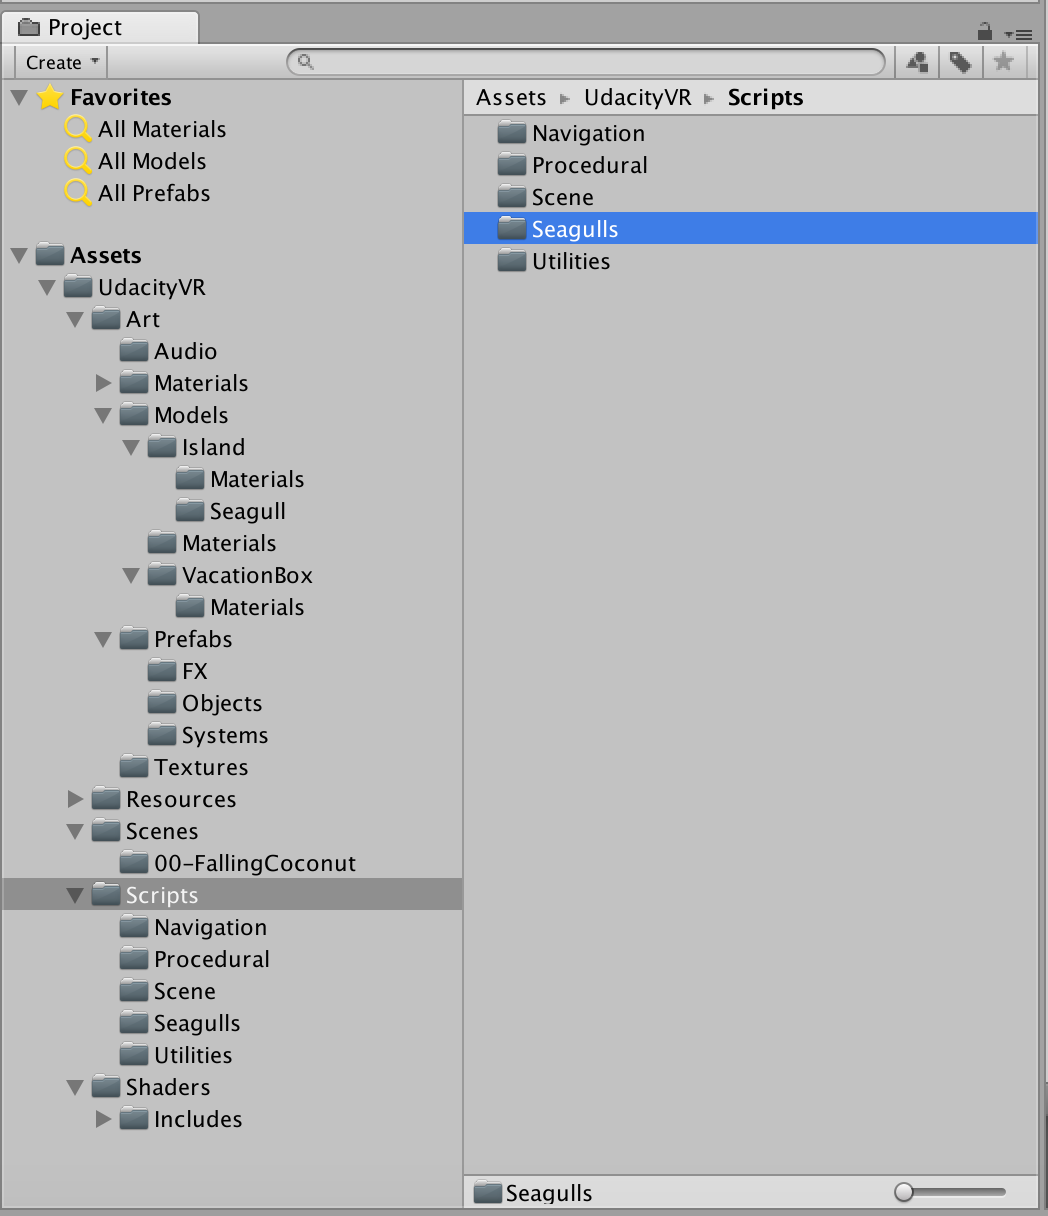 Project
Create
Favorites
All Materials
All Models
All Prefabs
Assets
UdacityVR
Art
Audio
Materials
Models
Island
Materials
Seagull
Materials
VacationBox
Materials
Prefabs
FX
Objects
Systems
Textures
Resources
Scenes
00-FallingCoconut
Scripts
Navigation
Procedural
Scene
Seagulls
Utilities
Shaders
Includes
Assets ▸ UdacityVR ▸ Scripts
Navigation
Procedural
Scene
Seagulls
Utilities
Seagulls